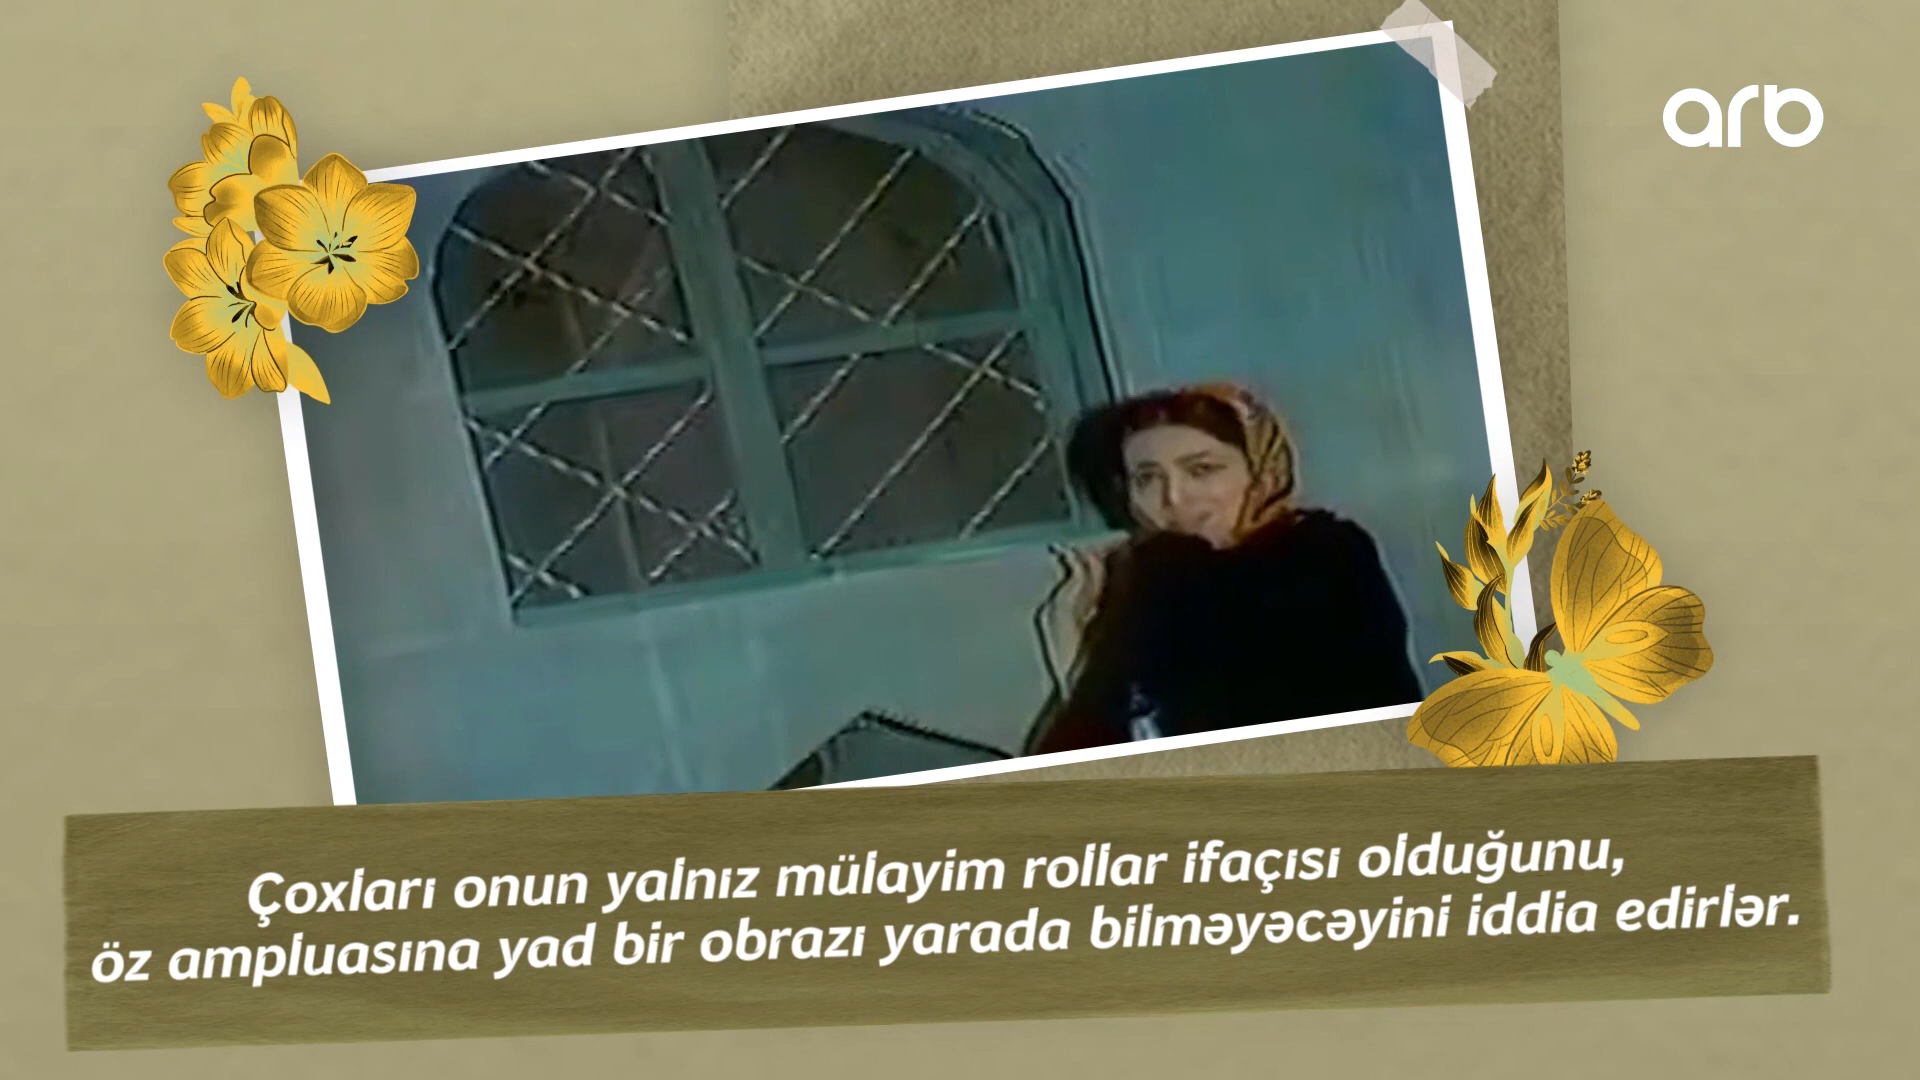 arb
Çoxları onun yalnız mülayim rollar ifaçısı olduğunu,
öz ampluasına yad bir obrazı yarada bilməyəcəyini iddia edirlər.